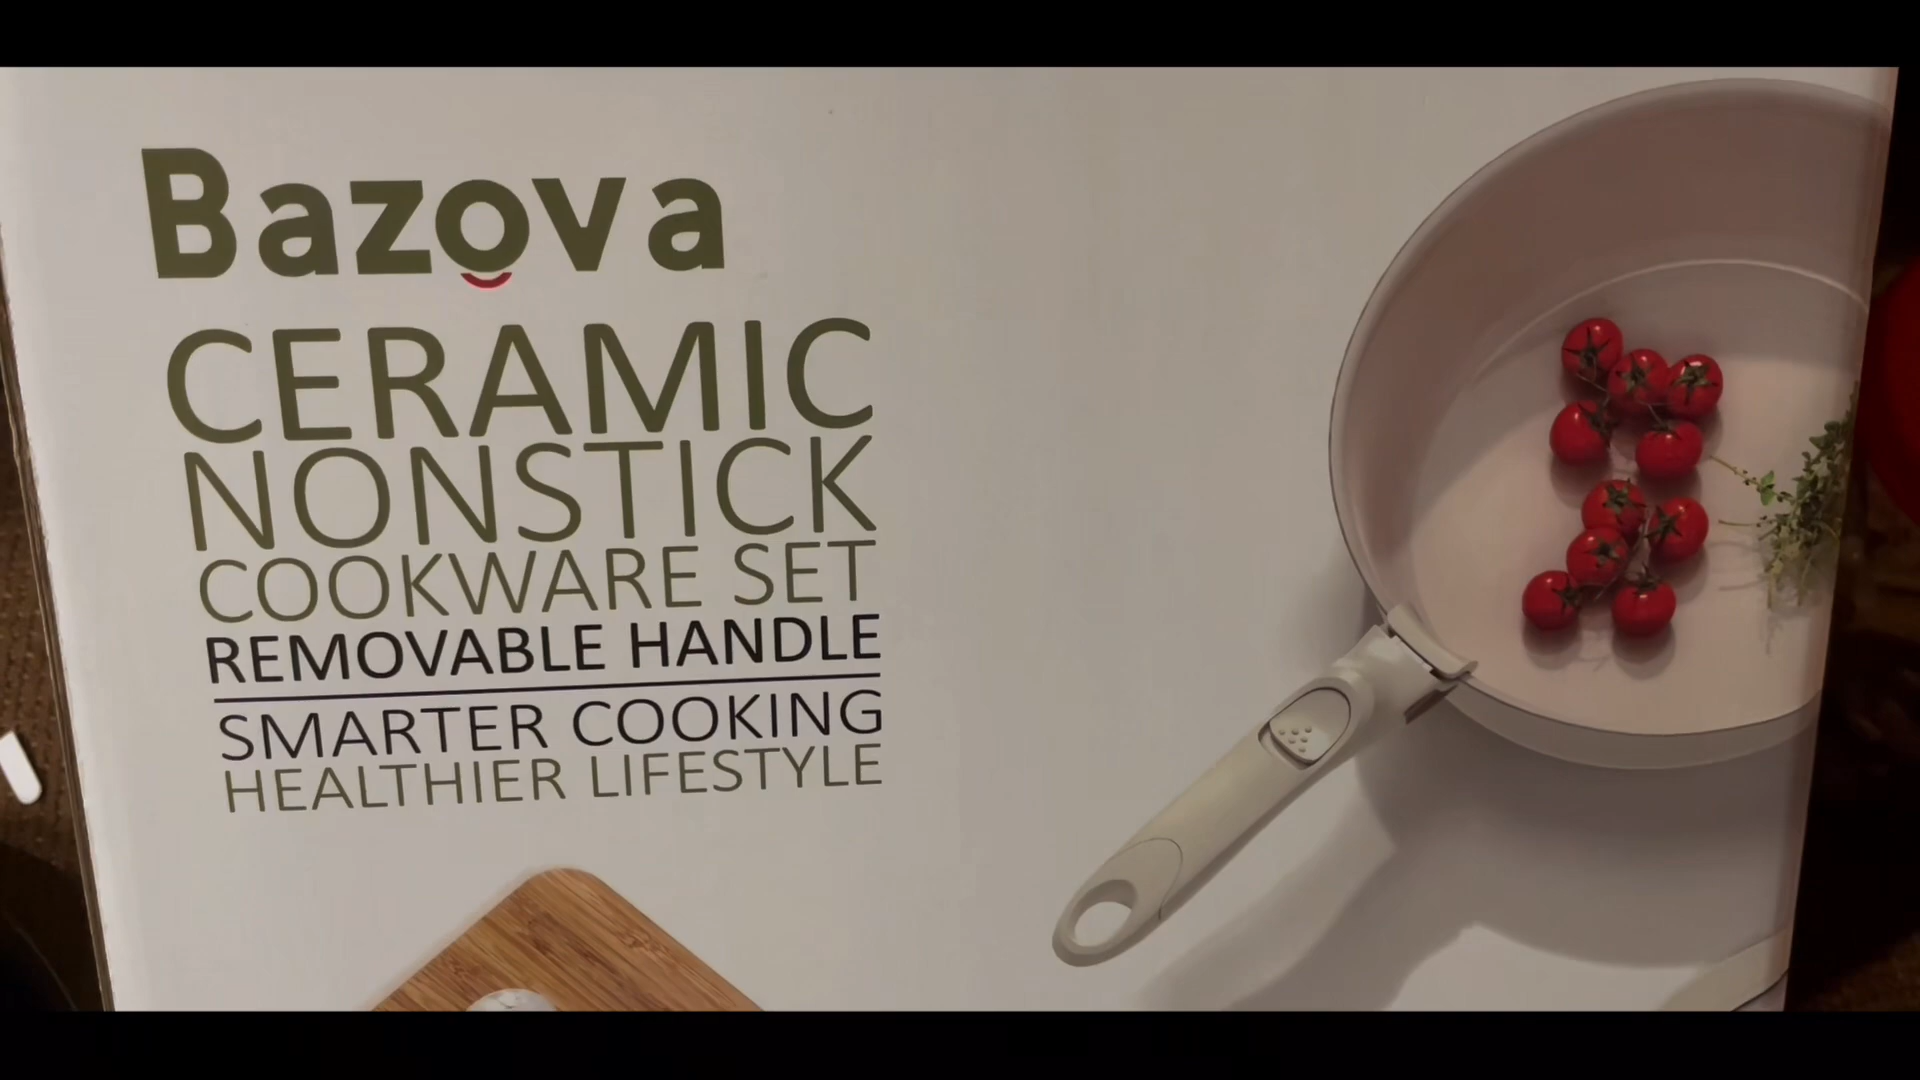 Bazova
CERAMIC
NONSTICK
COOKWARE SET
REMOVABLE HANDLE
SMARTER COOKING
HEALTHIER LIFESTYLE